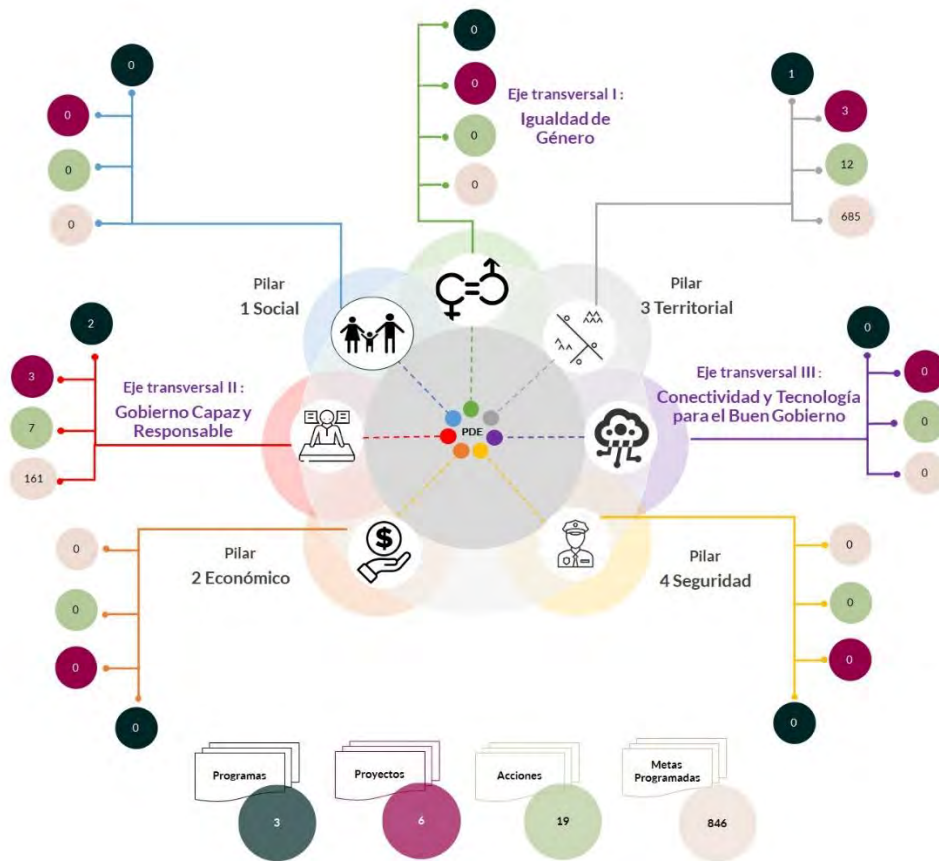 0
0
0
0
0
0
0
0
Eje transversal I :
Igualdad de
Género
1
3
12
685
Pilar
1 Social
Pilar
3 Territorial
2
3
7
161
Eje transversal II :
Gobierno Capaz y
Responsable
PDE
Eje transversal III :
Conectividad y Tecnología
para el Buen Gobierno
0
0
0
0
Pilar
2 Económico
0
0
0
0
$
Pilar
4 Seguridad
0
0
0
0
Programas
3
Proyectos
6
Acciones
19
Metas
Programadas
846